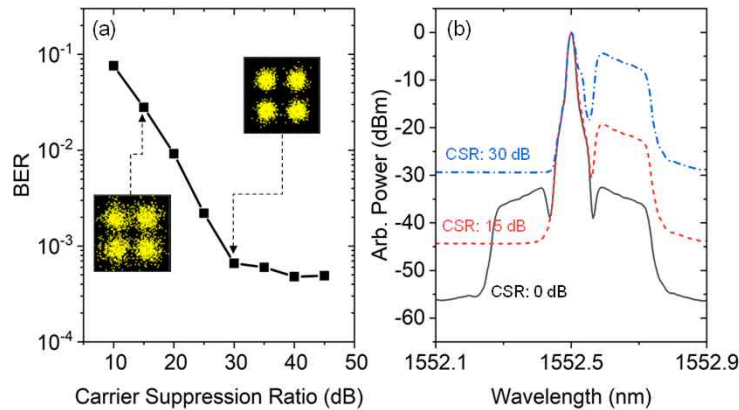 (a)
10⁻¹
10⁻²
10⁻³
10⁻⁴
BER
10 20 30 40 50
Carrier Suppression Ratio (dB)
(b)
0
-10
-20
-30
-40
-50
-60
Arb. Power (dBm)
CSR: 30 dB
CSR: 15 dB
CSR: 0 dB
1552.1 1552.5 1552.9
Wavelength (nm)